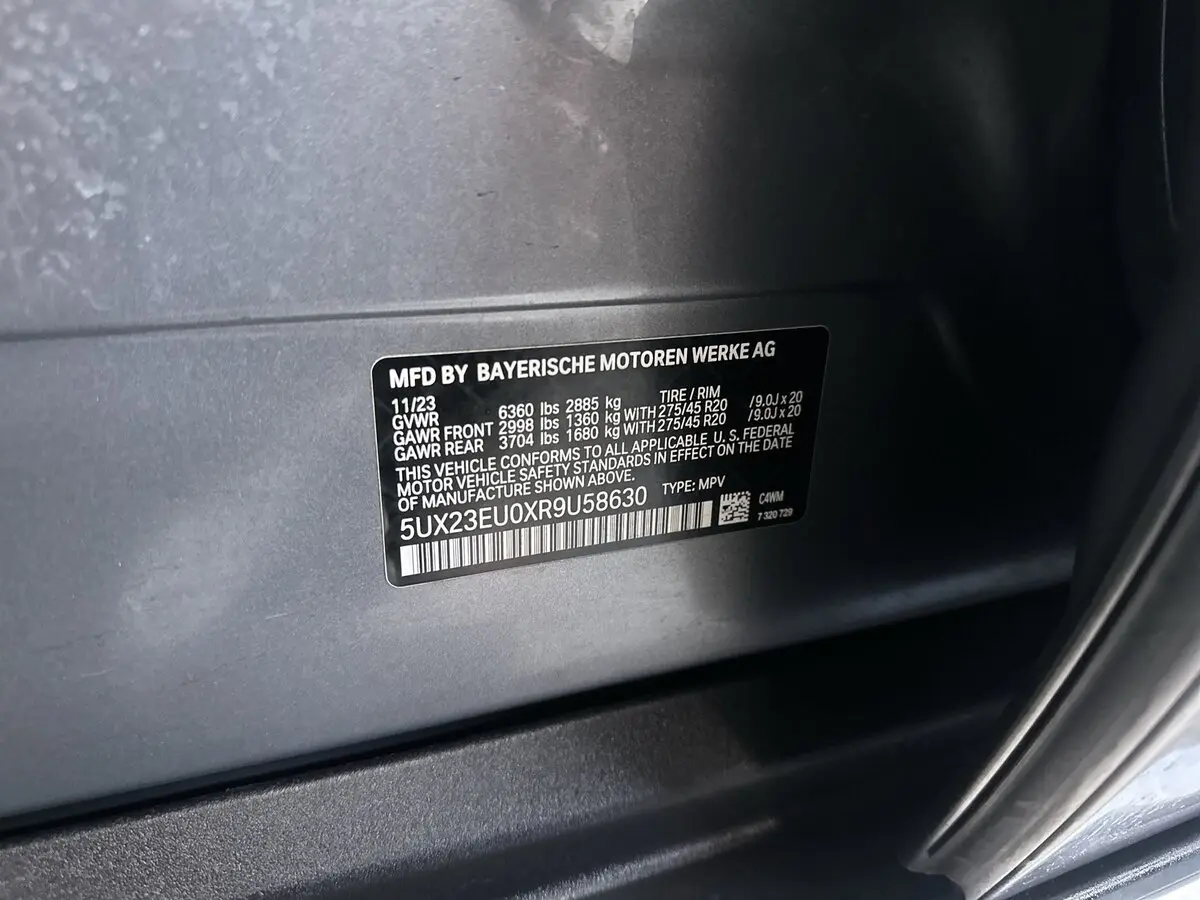 MFD BY BAYERISCHE MOTOREN WERKE AG
11/23 TIRE / RIM
GVWR 6360 lbs 2885 kg
GAWR FRONT 2998 lbs 1360 kg WITH 275/45 R20 /9.0J x 20
GAWR REAR 3704 lbs 1680 kg WITH 275/45 R20 /9.0J x 20
THIS VEHICLE CONFORMS TO ALL APPLICABLE U. S. FEDERAL
MOTOR VEHICLE SAFETY STANDARDS IN EFFECT ON THE DATE
OF MANUFACTURE SHOWN ABOVE.
5UX23EU0XR9U58630 TYPE: MPV
C4WM
7 320 729